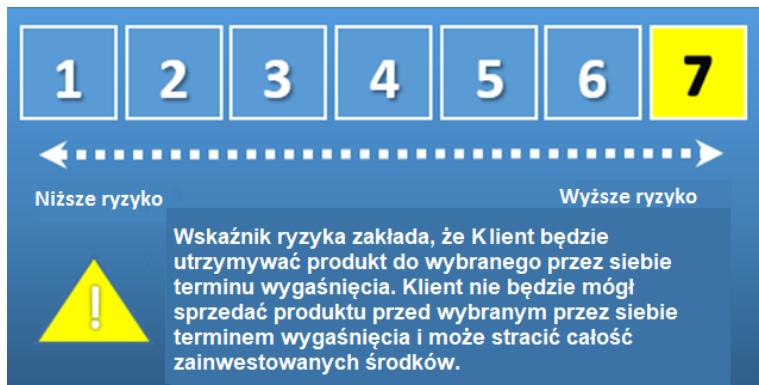 1 2 3 4 5 6 7
Niższe ryzyko Wyższe ryzyko
Wskaźnik ryzyka zakłada, że Klient będzie
utrzymywać produkt do wybranego przez siebie
terminu wygaśnięcia. Klient nie będzie mógł
sprzedać produktu przed wybranym przez siebie
terminem wygaśnięcia i może stracić całość
zainwestowanych środków.
!